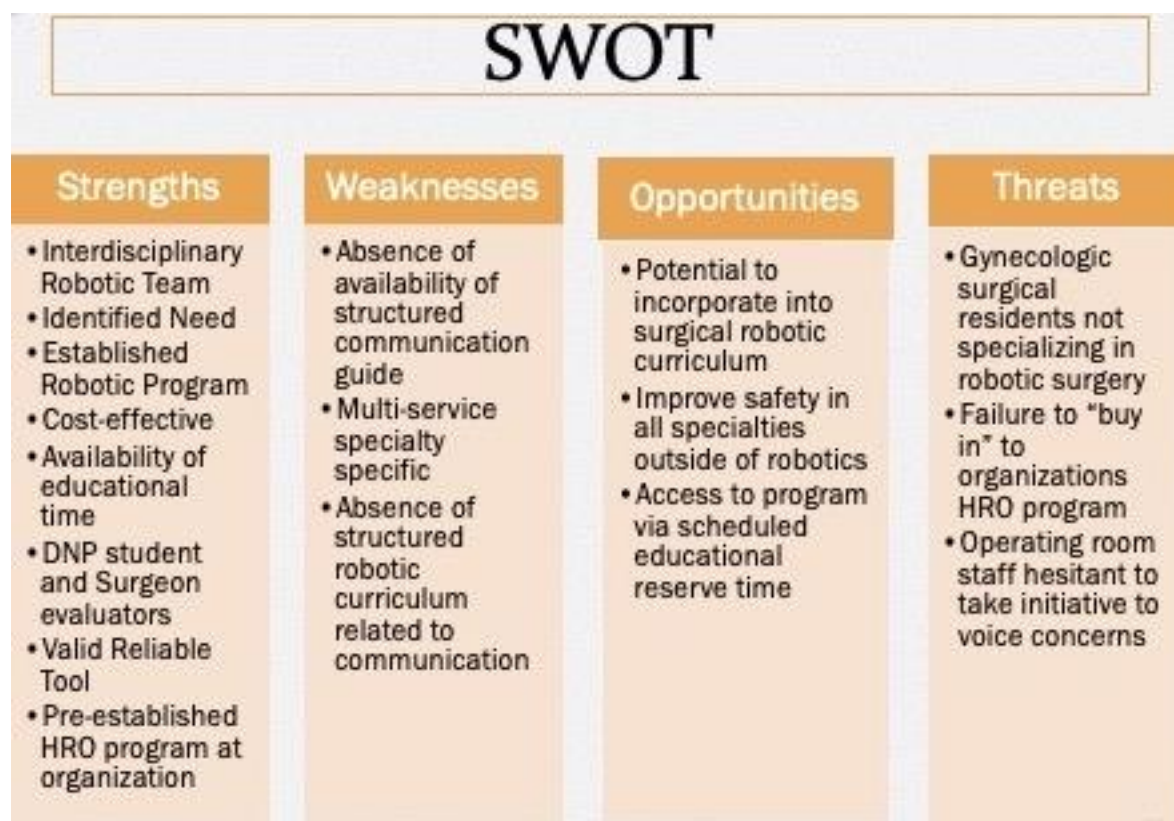 SWOT
Strengths
• Interdisciplinary
Robotic Team
• Identified Need
• Established
Robotic Program
• Cost-effective
• Availability of
educational
time
• DNP student
and Surgeon
evaluators
• Valid Reliable
Tool
• Pre-established
HRO program at
organization
Weaknesses
• Absence of
availability of
structured
communication
guide
• Multi-service
specialty
specific
• Absence of
structured
robotic
curriculum
related to
communication
Opportunities
• Potential to
incorporate into
surgical robotic
curriculum
• Improve safety in
all specialties
outside of robotics
• Access to program
via scheduled
educational
reserve time
Threats
• Gynecologic
surgical
residents not
specializing in
robotic surgery
• Failure to “buy
in” to
organizations
HRO program
• Operating room
staff hesitant to
take initiative to
voice concerns